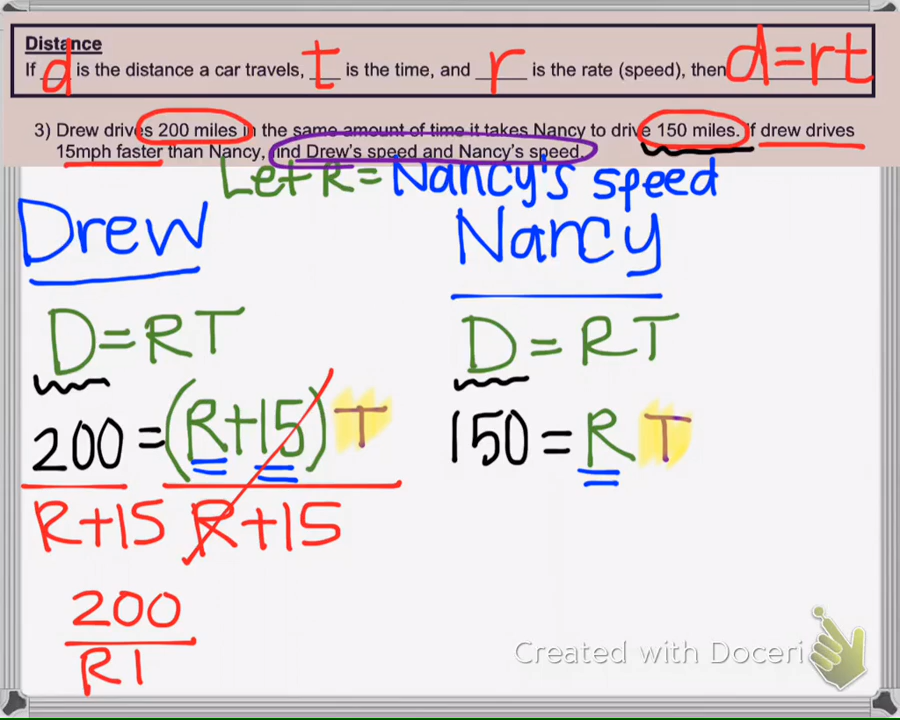 Distance
If d is the distance a car travels, t is the time, and r is the rate (speed), then d=rt
3) Drew drives 200 miles in the same amount of time it takes Nancy to drive 150 miles. If drew drives
15mph faster than Nancy, find Drew's speed and Nancy's speed.
Let R = Nancy's speed
Drew Nancy
D=RT D = RT
200 =(R+15) T 150 = R T
R+15 R+15
200
R1
Created with Doceri